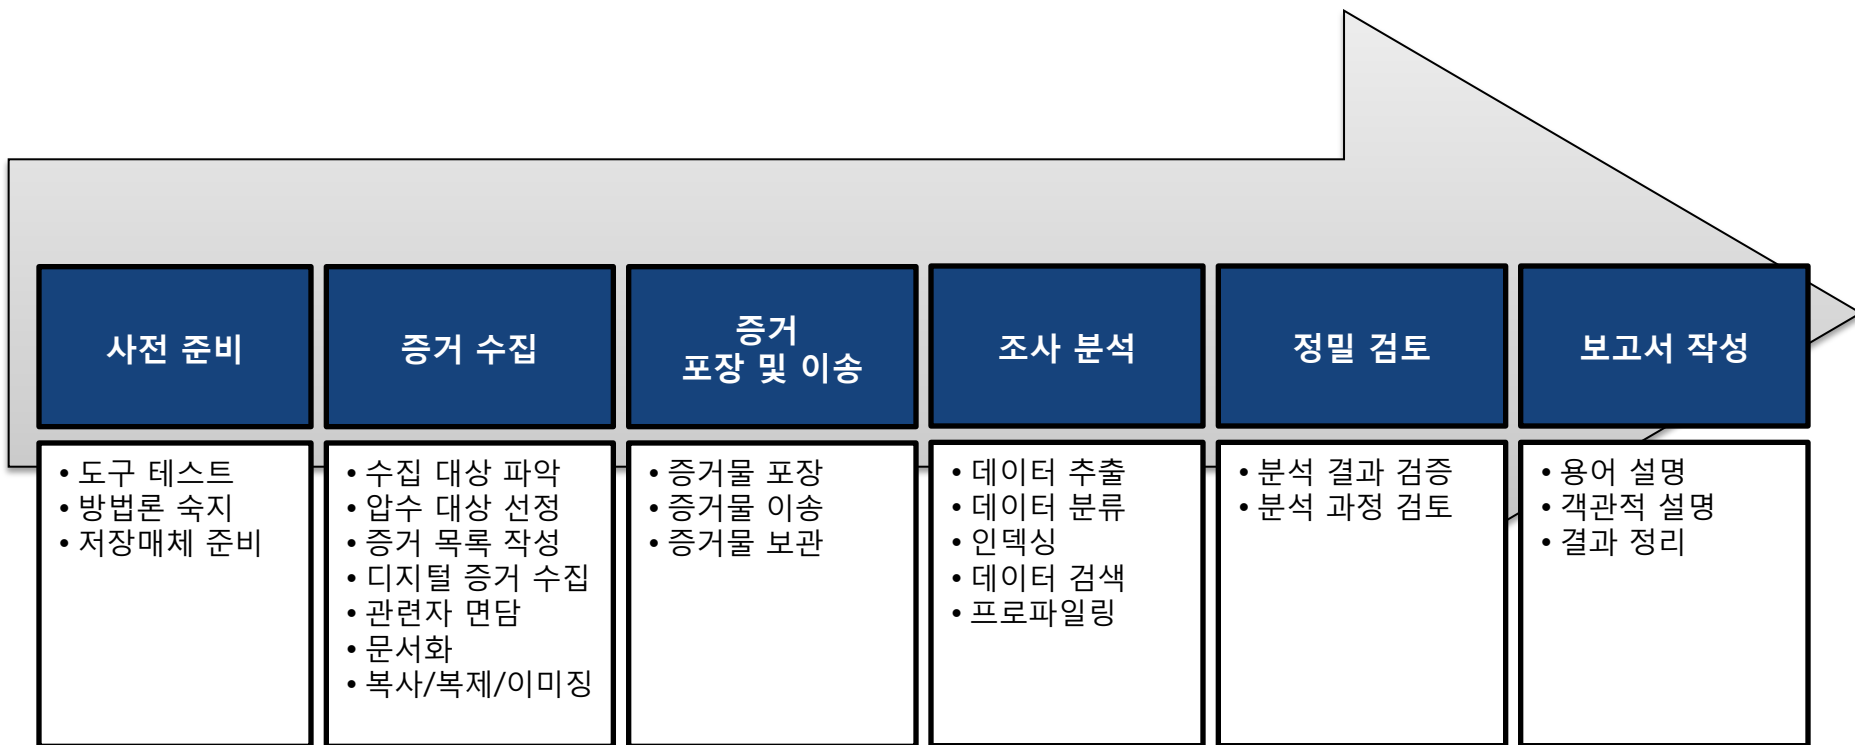 사전 준비
증거 수집
증거
포장 및 이송
조사 분석
정밀 검토
보고서 작성
• 도구 테스트
• 방법론 숙지
• 저장매체 준비
• 수집 대상 파악
• 압수 대상 선정
• 증거 목록 작성
• 디지털 증거 수집
• 관련자 면담
• 문서화
• 복사/복제/이미징
• 증거물 포장
• 증거물 이송
• 증거물 보관
• 데이터 추출
• 데이터 분류
• 인덱싱
• 데이터 검색
• 프로파일링
• 분석 결과 검증
• 분석 과정 검토
• 용어 설명
• 객관적 설명
• 결과 정리